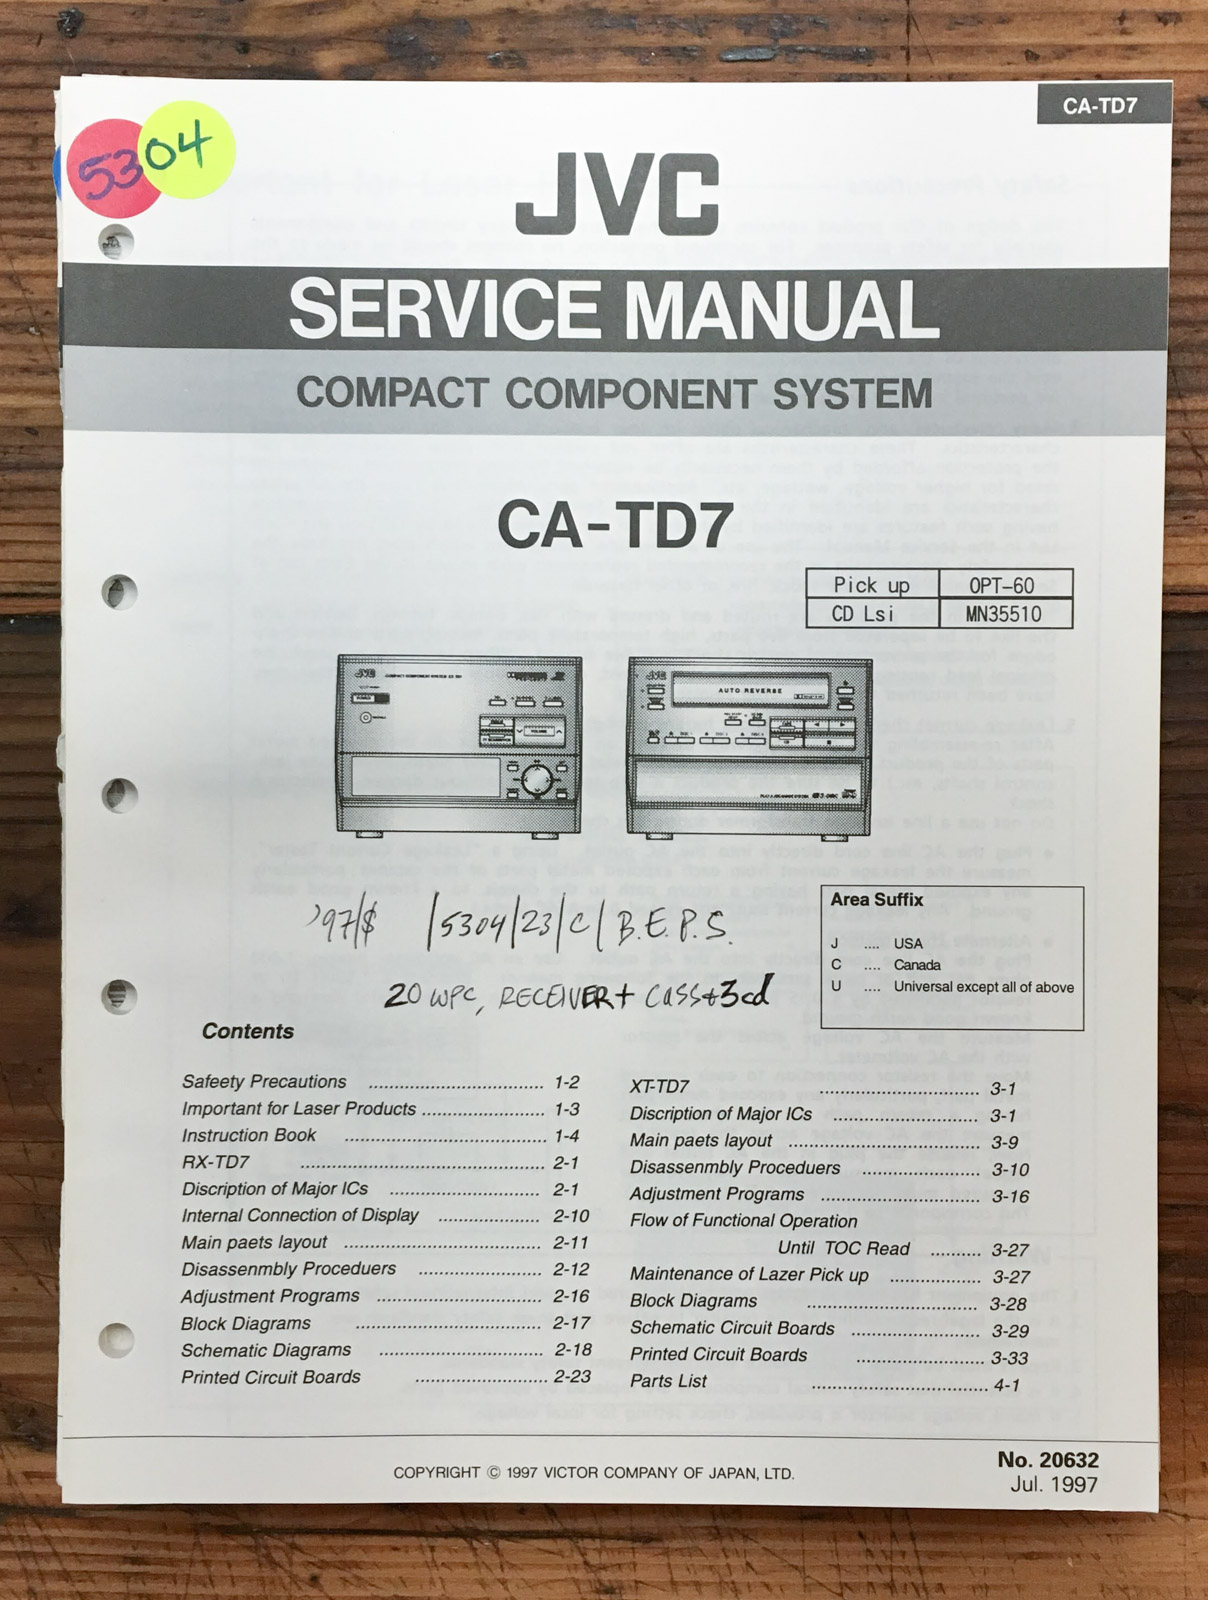 CA-TD7
5304
JVC
SERVICE MANUAL
COMPACT COMPONENT SYSTEM
CA-TD7
Pick up OPT-60
CD Lsi MN35510
JVC
COMPACT COMPONENT SYSTEM
VOLUME
JVC
AUTO REVERSE
'97/$ /5304/23/C/ B.E.P.S.
20 WPC, RECEIVER + CASS + 3cd
Area Suffix
J .... USA
C .... Canada
U .... Universal except all of above
Contents
Safeety Precautions ................................ 1-2
Important for Laser Products ....................... 1-3
Instruction Book ..................................... 1-4
RX-TD7 ............................................. 2-1
Discription of Major ICs ........................... 2-1
Internal Connection of Display ................... 2-10
Main paets layout .................................... 2-11
Disassenmbly Proceduers ....................... 2-12
Adjustment Programs .............................. 2-16
Block Diagrams .................................. 2-17
Schematic Diagrams .............................. 2-18
Printed Circuit Boards ........................ 2-23
XT-TD7 ............................. 3-1
Discription of Major ICs .......................... 3-1
Main paets layout ................................... 3-9
Disassenmbly Proceduers ..................... 3-10
Adjustment Programs ............................. 3-16
Flow of Functional Operation
Until TOC Read .......... 3-27
Maintenance of Lazer Pick up ................. 3-27
Block Diagrams ............................... 3-28
Schematic Circuit Boards ....................... 3-29
Printed Circuit Boards ....................... 3-33
Parts List ................................ 4-1
COPYRIGHT © 1997 VICTOR COMPANY OF JAPAN, LTD.
No. 20632
Jul. 1997